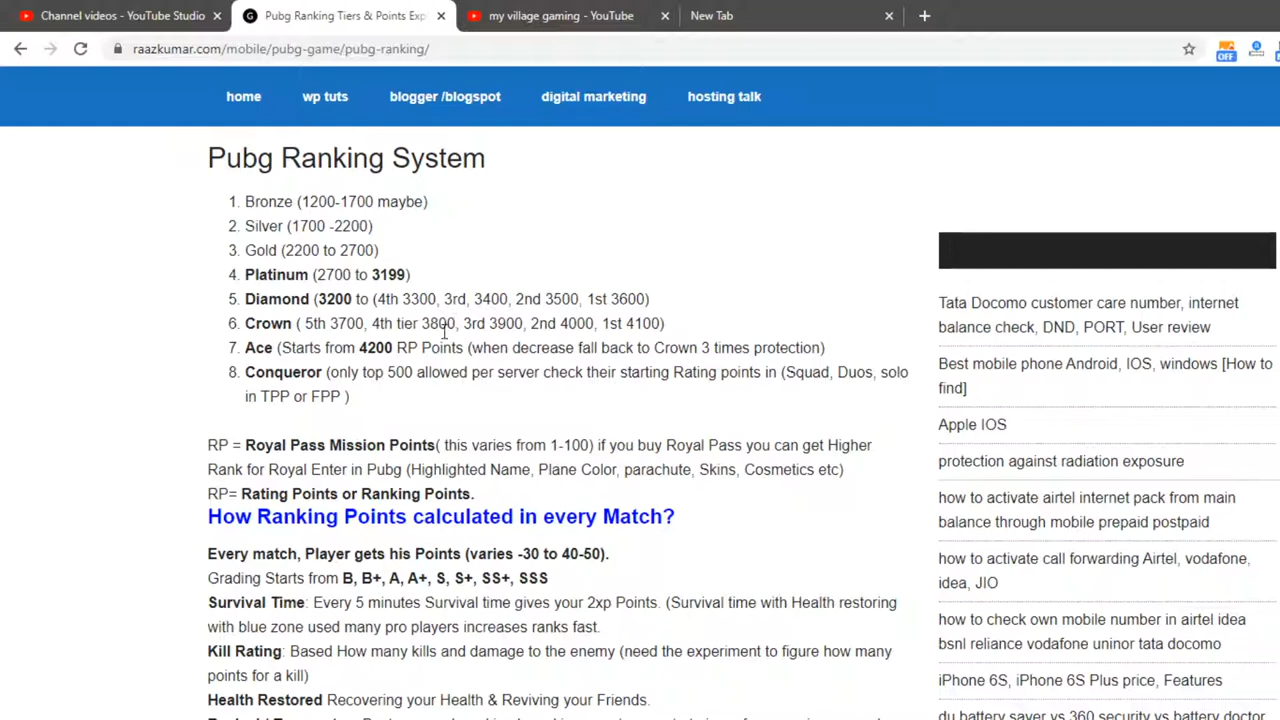 Channel videos - YouTube Studio
Pubg Ranking Tiers & Points Exp
my village gaming - YouTube
New Tab
raazkumar.com/mobile/pubg-game/pubg-ranking/
OFF
home wp tuts blogger /blogspot digital marketing hosting talk
Pubg Ranking System
1. Bronze (1200-1700 maybe)
2. Silver (1700 -2200)
3. Gold (2200 to 2700)
4. Platinum (2700 to 3199)
5. Diamond (3200 to (4th 3300, 3rd, 3400, 2nd 3500, 1st 3600)
6. Crown ( 5th 3700, 4th tier 3800, 3rd 3900, 2nd 4000, 1st 4100)
7. Ace (Starts from 4200 RP Points (when decrease fall back to Crown 3 times protection)
8. Conqueror (only top 500 allowed per server check their starting Rating points in (Squad, Duos, solo
in TPP or FPP )
RP = Royal Pass Mission Points( this varies from 1-100) if you buy Royal Pass you can get Higher
Rank for Royal Enter in Pubg (Highlighted Name, Plane Color, parachute, Skins, Cosmetics etc)
RP= Rating Points or Ranking Points.
How Ranking Points calculated in every Match?
Every match, Player gets his Points (varies -30 to 40-50).
Grading Starts from B, B+, A, A+, S, S+, SS+, SSS
Survival Time: Every 5 minutes Survival time gives your 2xp Points. (Survival time with Health restoring
with blue zone used many pro players increases ranks fast.
Kill Rating: Based How many kills and damage to the enemy (need the experiment to figure how many
points for a kill)
Health Restored Recovering your Health & Reviving your Friends.
Tata Docomo customer care number, internet
balance check, DND, PORT, User review
Best mobile phone Android, IOS, windows [How to
find]
Apple IOS
protection against radiation exposure
how to activate airtel internet pack from main
balance through mobile prepaid postpaid
how to activate call forwarding Airtel, vodafone,
idea, JIO
how to check own mobile number in airtel idea
bsnl reliance vodafone uninor tata docomo
iPhone 6S, iPhone 6S Plus price, Features
du battery saver vs 360 security vs battery doctor